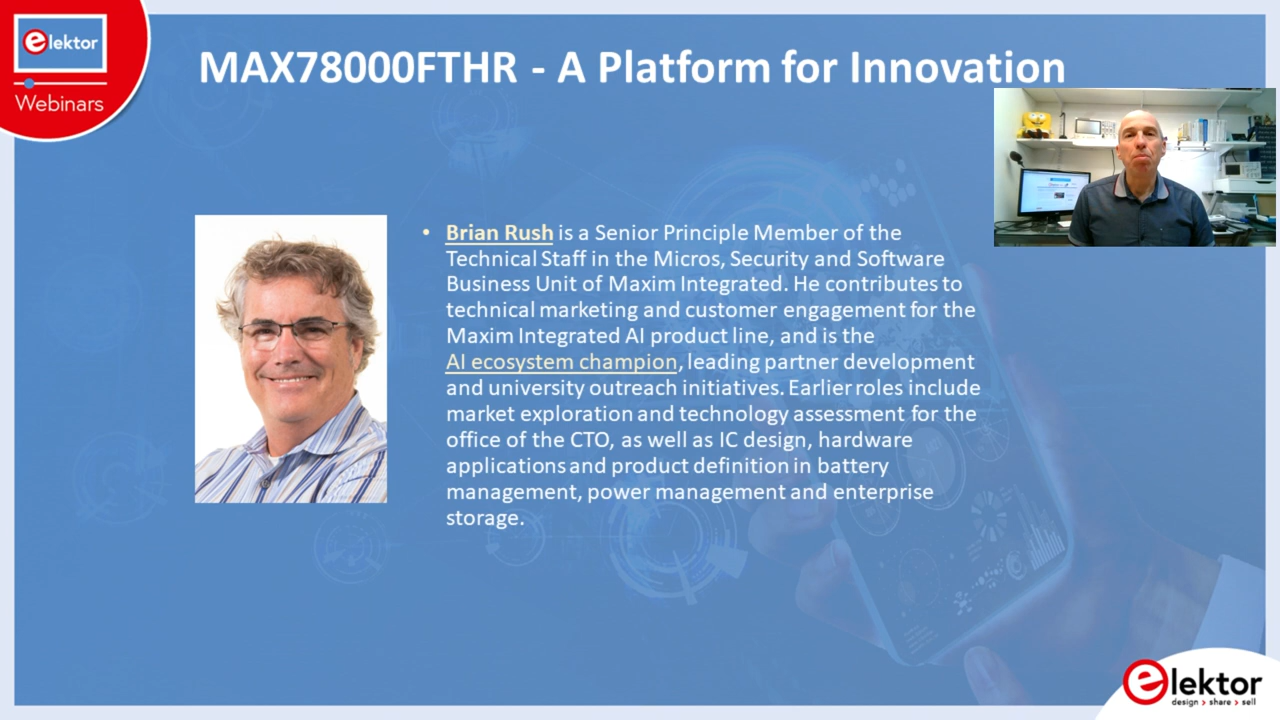 elektor
Webinars
MAX78000FTHR - A Platform for Innovation
• Brian Rush is a Senior Principle Member of the
Technical Staff in the Micros, Security and Software
Business Unit of Maxim Integrated. He contributes to
technical marketing and customer engagement for the
Maxim Integrated AI product line, and is the
AI ecosystem champion, leading partner development
and university outreach initiatives. Earlier roles include
market exploration and technology assessment for the
office of the CTO, as well as IC design, hardware
applications and product definition in battery
management, power management and enterprise
storage.
elektor
design › share › sell